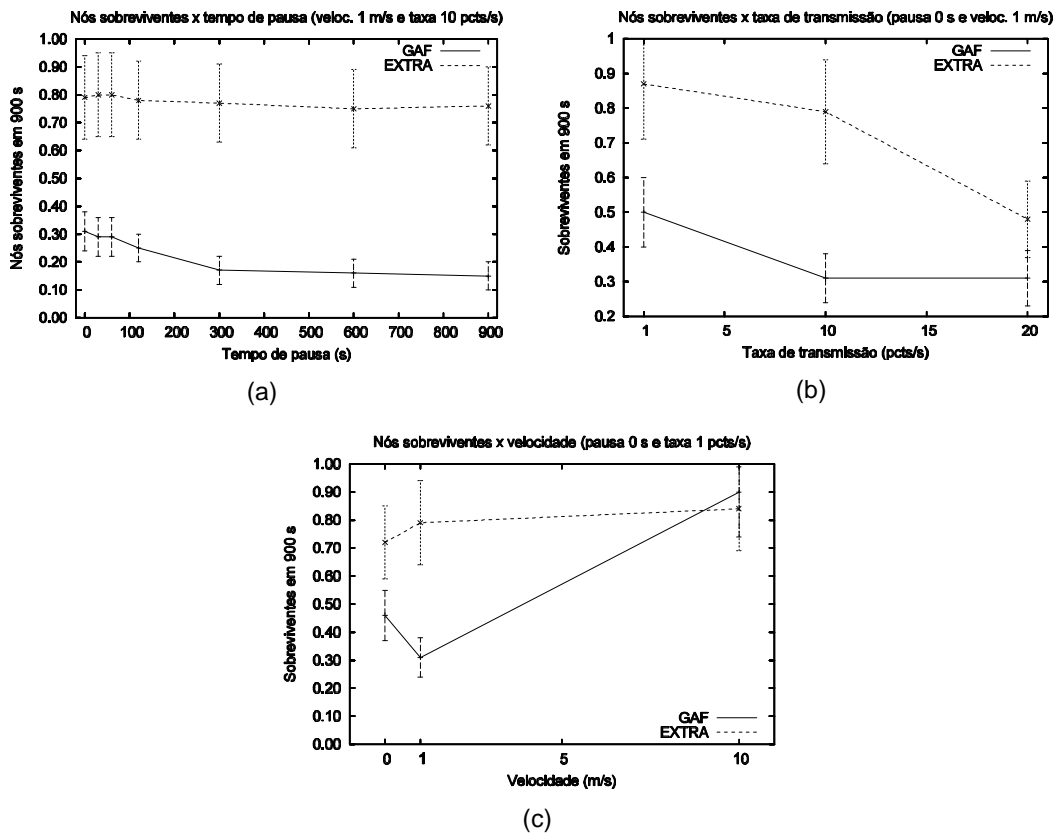 Nós sobreviventes x tempo de pausa (veloc. 1 m/s e taxa 10 pcts/s)
GAF
EXTRA
1.00
0.90
0.80
0.70
0.60
0.50
0.40
0.30
0.20
0.10
0.00
Nós sobreviventes em 900 s
0 100 200 300 400 500 600 700 800 900
Tempo de pausa (s)
(a)
Nós sobreviventes x taxa de transmissão (pausa 0 s e veloc. 1 m/s)
GAF
EXTRA
1
0.9
0.8
0.7
0.6
0.5
0.4
0.3
0.2
Sobreviventes em 900 s
1 5 10 15 20
Taxa de transmissão (pcts/s)
(b)
Nós sobreviventes x velocidade (pausa 0 s e taxa 1 pcts/s)
1.00
0.90
0.80
0.70
0.60
0.50
0.40
0.30
0.20
0.10
0.00
Sobreviventes em 900 s
GAF
EXTRA
0 1 5 10
Velocidade (m/s)
(c)